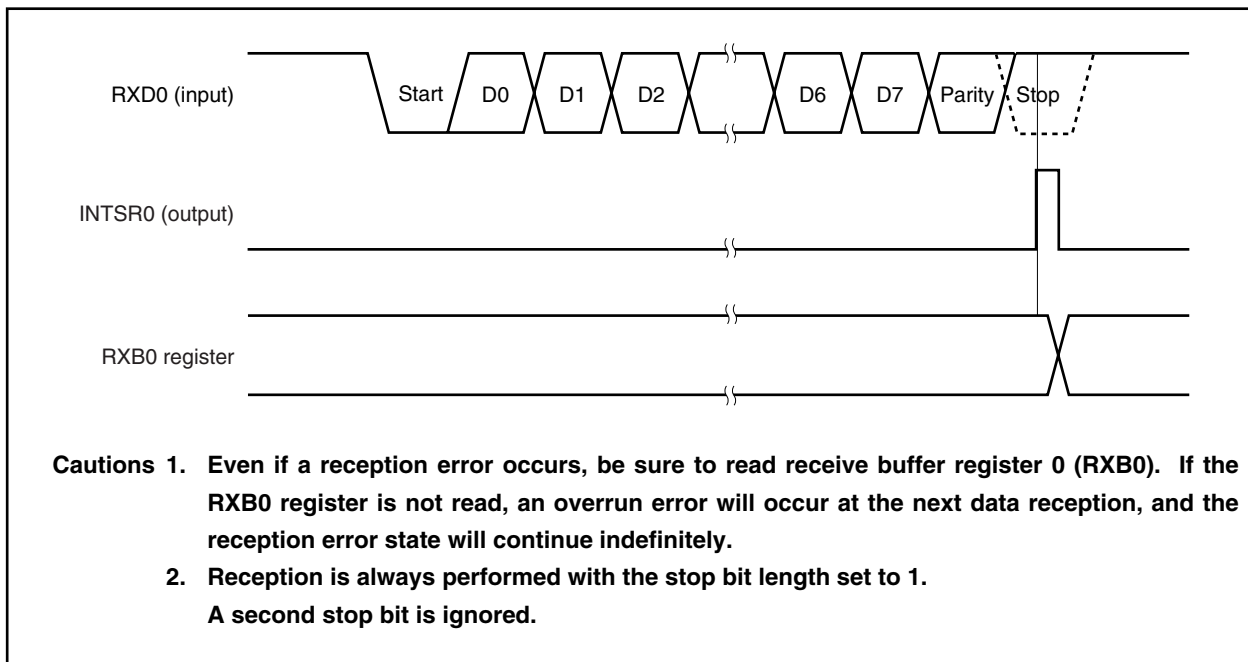 RXD0 (input)
Start D0 D1 D2 D6 D7 Parity Stop
INTSR0 (output)
RXB0 register
Cautions 1. Even if a reception error occurs, be sure to read receive buffer register 0 (RXB0). If the
RXB0 register is not read, an overrun error will occur at the next data reception, and the
reception error state will continue indefinitely.
2. Reception is always performed with the stop bit length set to 1.
A second stop bit is ignored.